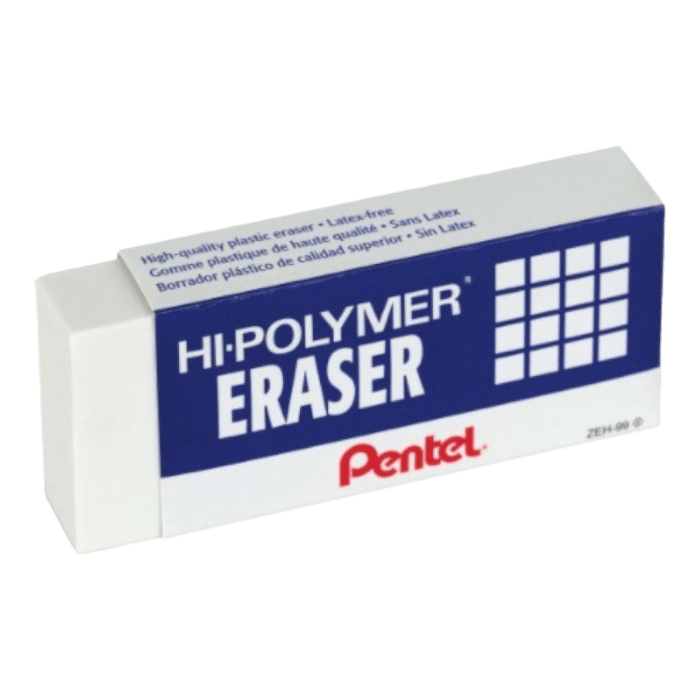 High-quality plastic eraser • Latex-free
Gomme plastique de haute qualité • Sans Latex
Borrador plástico de calidad superior • Sin Latex
HI•POLYMER
ERASER
Pentel
ZEH-99